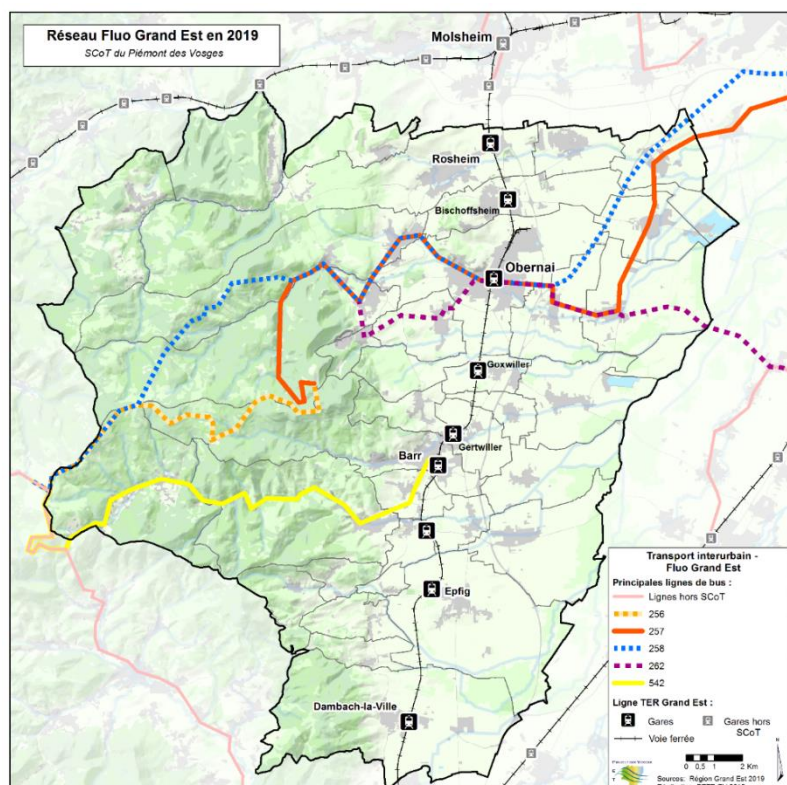 Réseau Fluo Grand Est en 2019
SCoT du Piémont des Vosges
Molsheim
Rosheim
Bischoffsheim
Obernai
Goxwiller
Gertwiller
Barr
Epfig
Dambach-la-Ville
Transport interurbain -
Fluo Grand Est
Principales lignes de bus :
Lignes hors SCoT
256
257
258
262
542
Ligne TER Grand Est :
Gares
Gares hors
SCoT
Voie ferrée
0 0,5 1 2 Km
Sources: Région Grand Est 2019